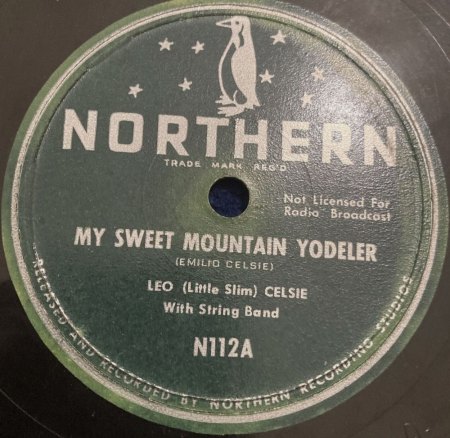 NORTHERN
TRADE MARK REG'D
Not Licensed For
Radio Broadcast
MY SWEET MOUNTAIN YODELER
(EMILIO CELSIE)
LEO (Little Slim) CELSIE
With String Band
N112A
RELEASED AND RECORDED BY NORTHERN RECORDING STUDIOS